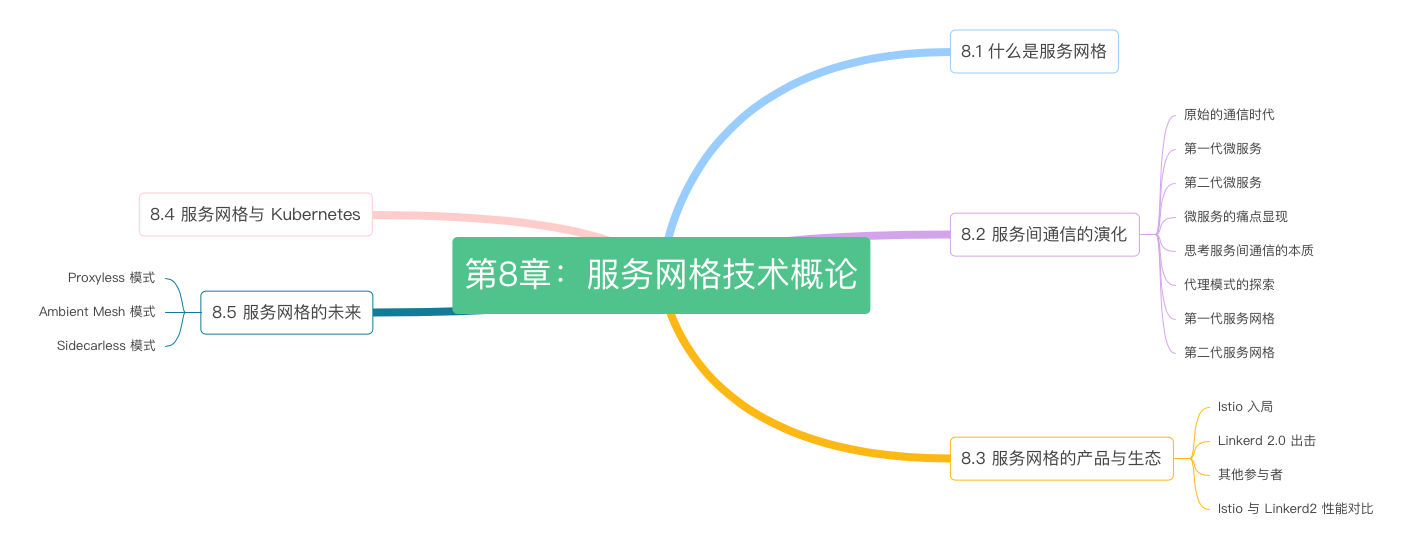 第8章：服务网格技术概论
8.1 什么是服务网格
8.2 服务间通信的演化
原始的通信时代
第一代微服务
第二代微服务
微服务的痛点显现
思考服务间通信的本质
代理模式的探索
第一代服务网格
第二代服务网格
8.3 服务网格的产品与生态
Istio 入局
Linkerd 2.0 出击
其他参与者
Istio 与 Linkerd2 性能对比
8.4 服务网格与 Kubernetes
8.5 服务网格的未来
Proxyless 模式
Ambient Mesh 模式
Sidecarless 模式